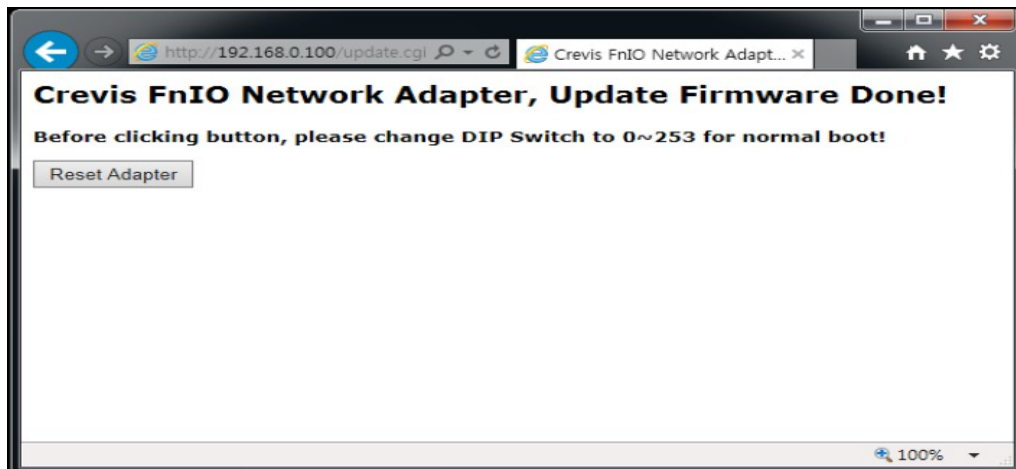 http://192.168.0.100/update.cgi
Crevis FnIO Network Adapt...
Crevis FnIO Network Adapter, Update Firmware Done!
Before clicking button, please change DIP Switch to 0~253 for normal boot!
Reset Adapter
100%